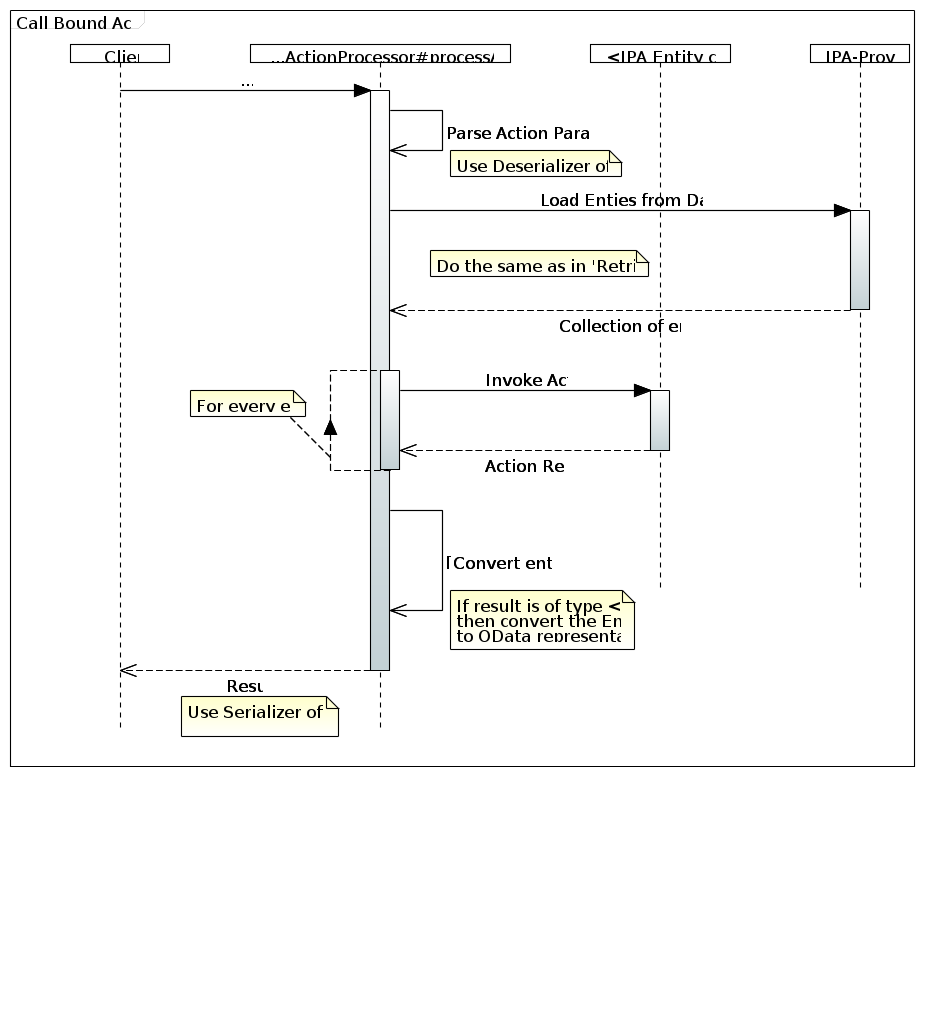 Call Bound Ac
Clie
...ActionProcessor#process
<IPA Entity c
IPA-Prov
...
Parse Action Para
Use Deserializer of
Load Enties from Da
Do the same as in 'Retri
Collection of e
For every e
Invoke Ac
Action Re
Convert ent
If result is of type <
then convert the En
to OData representa
Resu
Use Serializer of